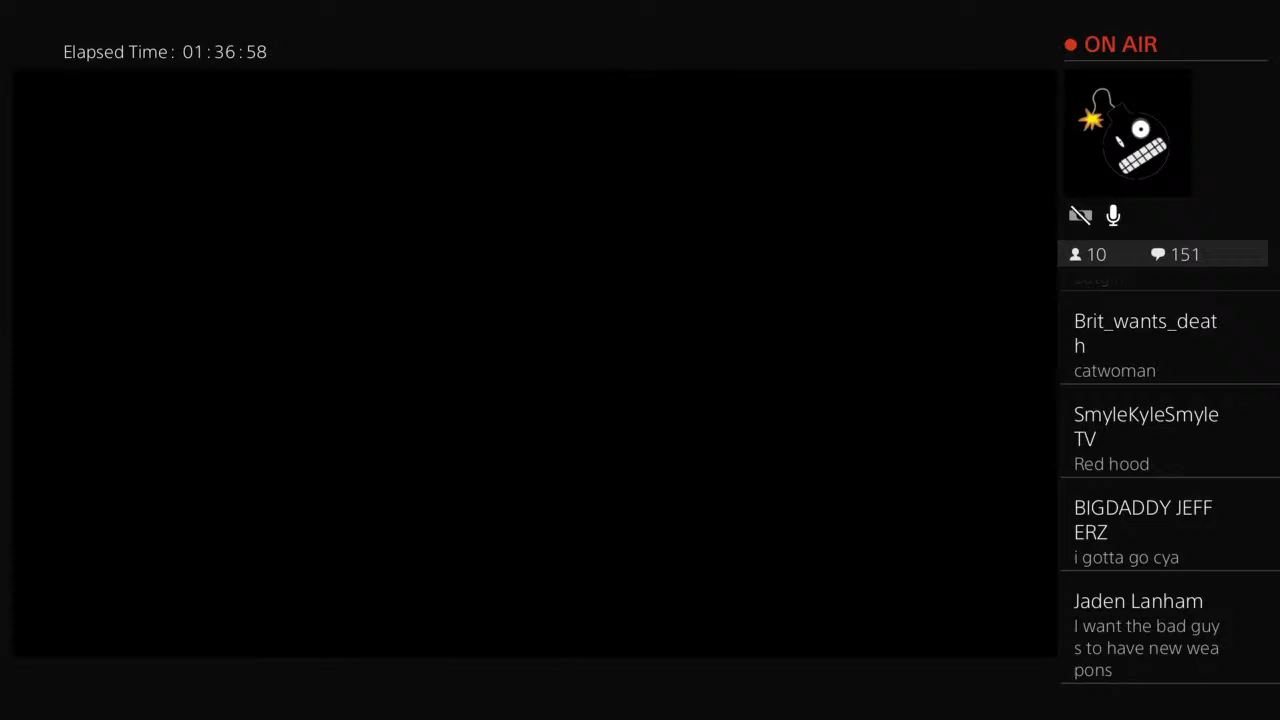 Elapsed Time: 01:36:58
ON AIR
10 151
Brit_wants_deat
h
catwoman
SmyleKyleSmyle
TV
Red hood
BIGDADDY JEFF
ERZ
i gotta go cya
Jaden Lanham
I want the bad guy
s to have new wea
pons